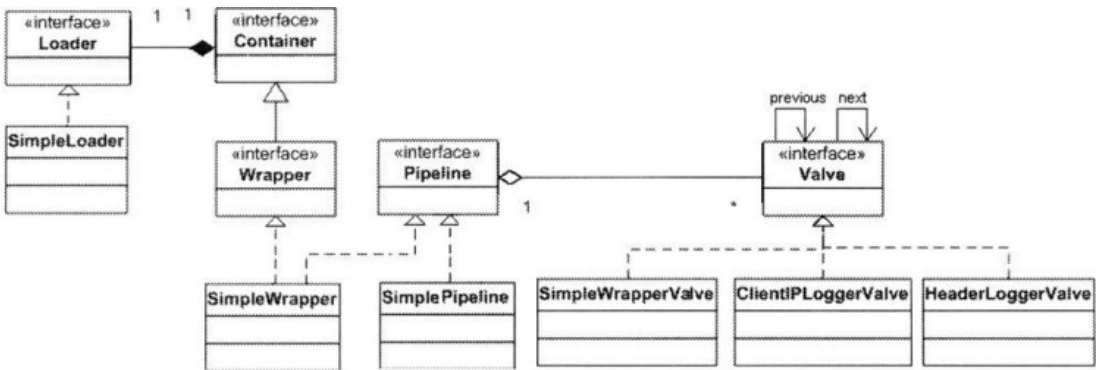 «interface»
Loader
1 1
«interface»
Container
SimpleLoader
«interface»
Wrapper
«interface»
Pipeline
1
*
previous next
«interface»
Valve
SimpleWrapper
SimplePipeline
SimpleWrapperValve
ClientIPLoggerValve
HeaderLoggerValve